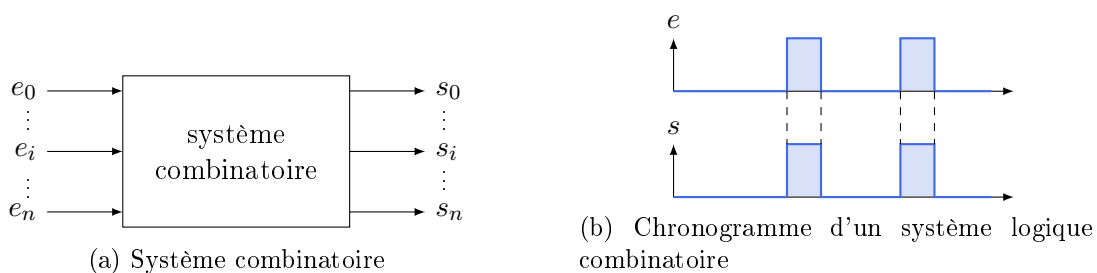 e0
⋮
ei
⋮
en
système
combinatoire
s0
⋮
si
⋮
sn
(a) Système combinatoire
e
s
(b) Chronogramme d'un système logique
combinatoire